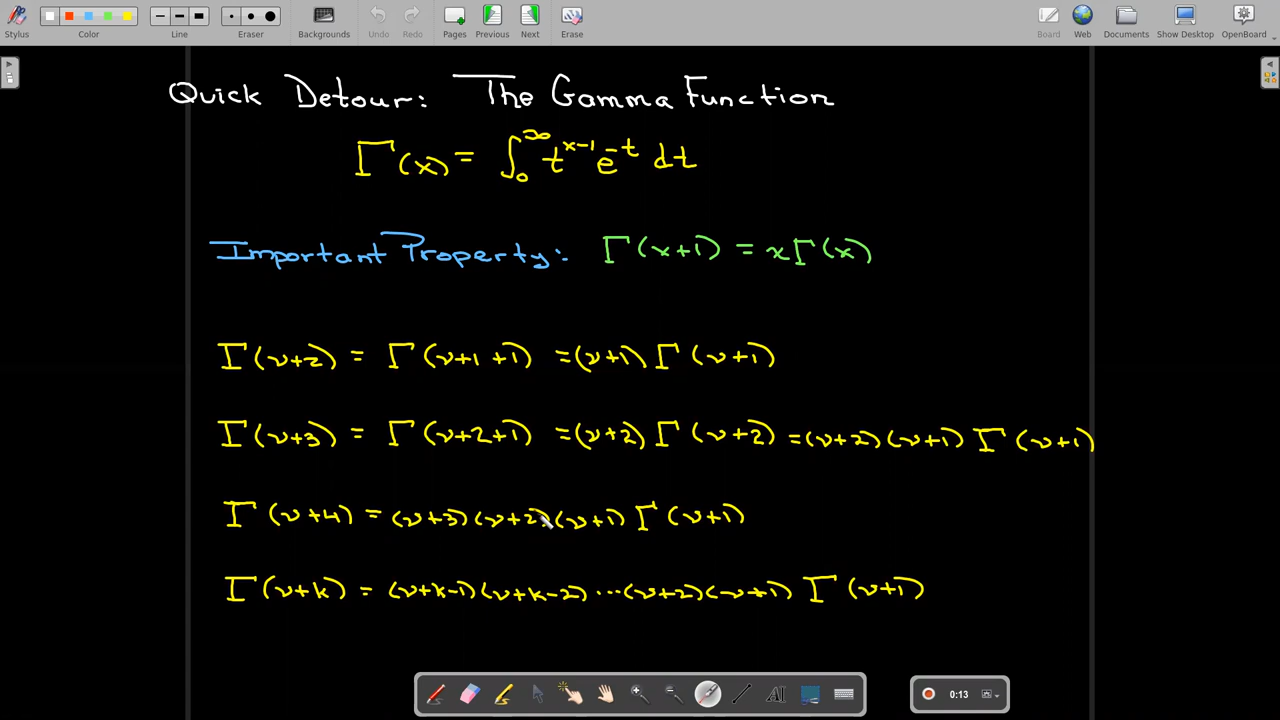 Stylus Color Line Eraser Backgrounds Undo Redo Pages Previous Next Erase Board Web Documents Show Desktop OpenBoard
Quick Detour: The Gamma Function
Γ(x) = ∫₀^∞ t^(x-1) e^(-t) dt
Important Property: Γ(x+1) = xΓ(x)
Γ(ν+2) = Γ(ν+1+1) = (ν+1) Γ(ν+1)
Γ(ν+3) = Γ(ν+2+1) = (ν+2) Γ(ν+2) = (ν+2)(ν+1) Γ(ν+1)
Γ(ν+4) = (ν+3)(ν+2)(ν+1) Γ(ν+1)
Γ(ν+k) = (ν+k-1)(ν+k-2)...(ν+2)(ν+1) Γ(ν+1)
0:13